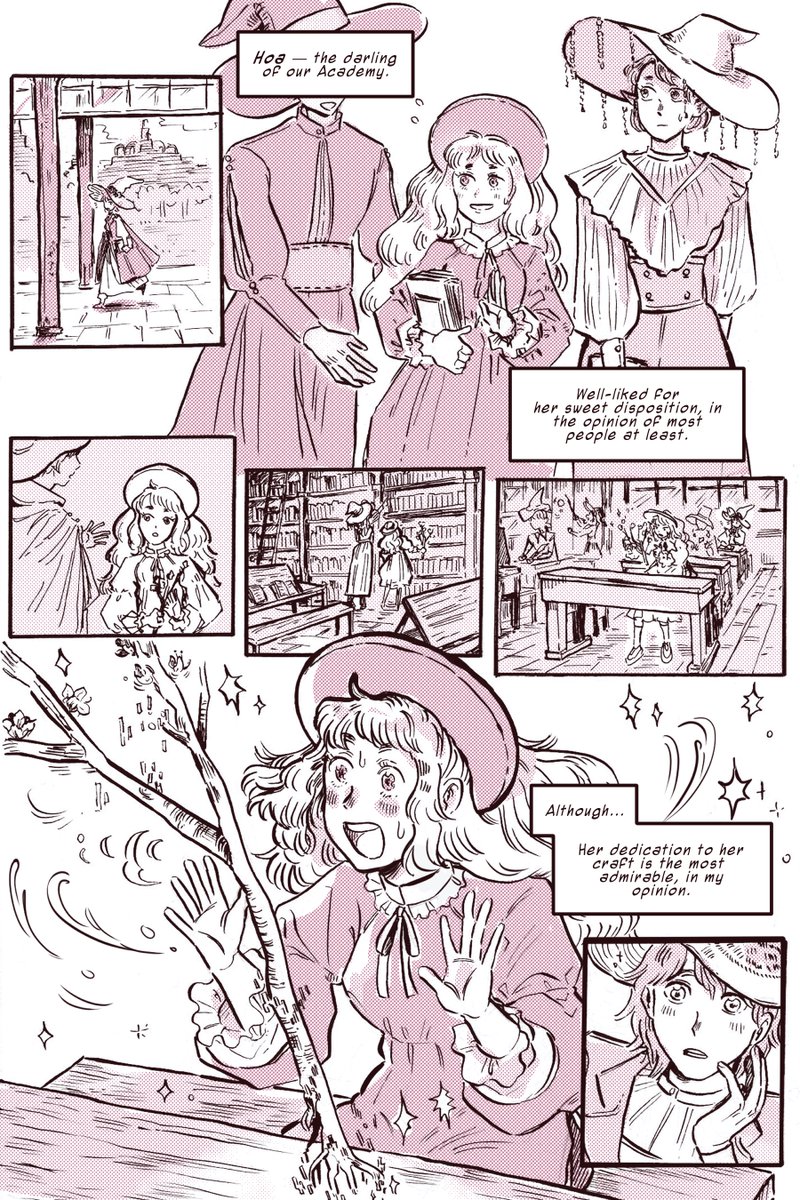 Hoa — the darling
of our Academy.
Well-liked for
her sweet disposition, in
the opinion of most
people at least.
Although...
Her dedication to her
craft is the most
admirable, in my
opinion.